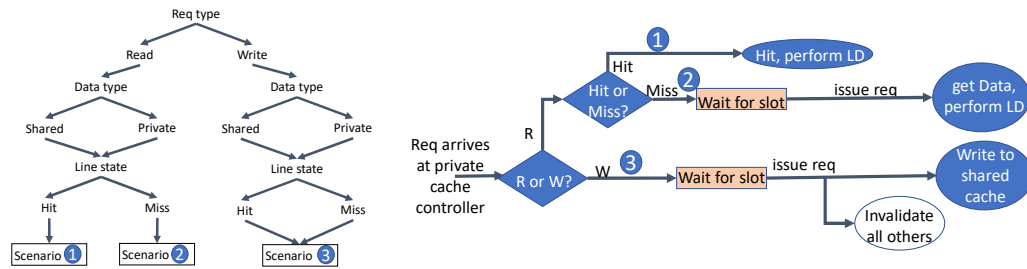 Req type
Read
Write
Data type
Data type
Shared
Private
Shared
Private
Line state
Line state
Hit
Miss
Hit
Miss
Scenario 1
Scenario 2
Scenario 3
1
Hit, perform LD
Hit
Hit or
Miss?
Miss
2
Wait for slot
issue req
get Data,
perform LD
R
Req arrives
at private
cache
controller
R or W?
W
3
Wait for slot
issue req
Write to
shared
cache
Invalidate
all others